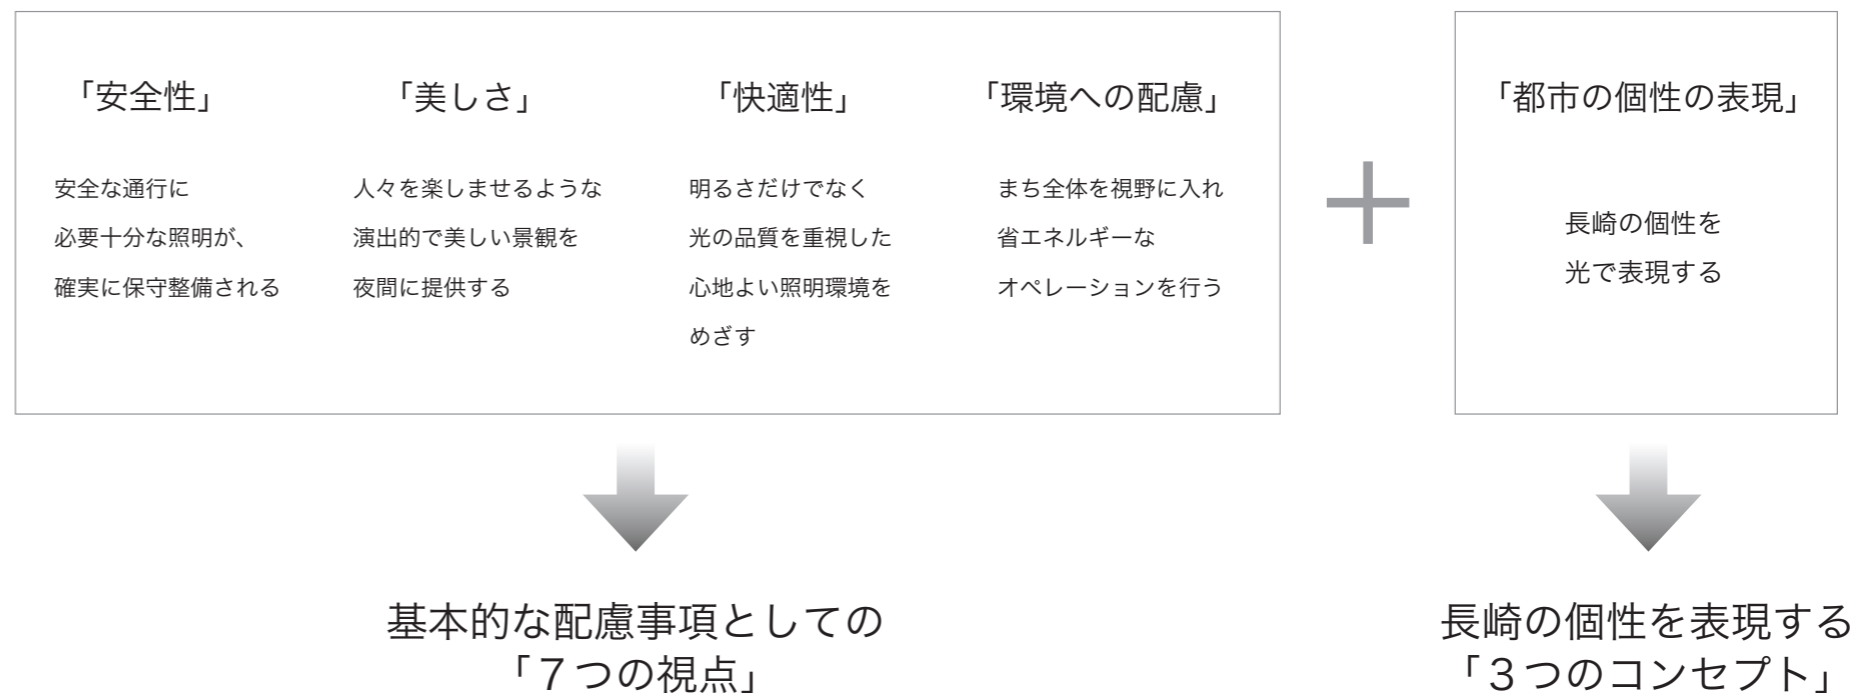 「安全性」
安全な通行に
必要十分な照明が、
確実に保守整備される
「美しさ」
人々を楽しませるような
演出的で美しい景観を
夜間に提供する
「快適性」
明るさだけでなく
光の品質を重視した
心地よい照明環境を
めざす
「環境への配慮」
まち全体を視野に入れ
省エネルギーな
オペレーションを行う
「都市の個性の表現」
長崎の個性を
光で表現する
基本的な配慮事項としての
「７つの視点」
長崎の個性を表現する
「３つのコンセプト」